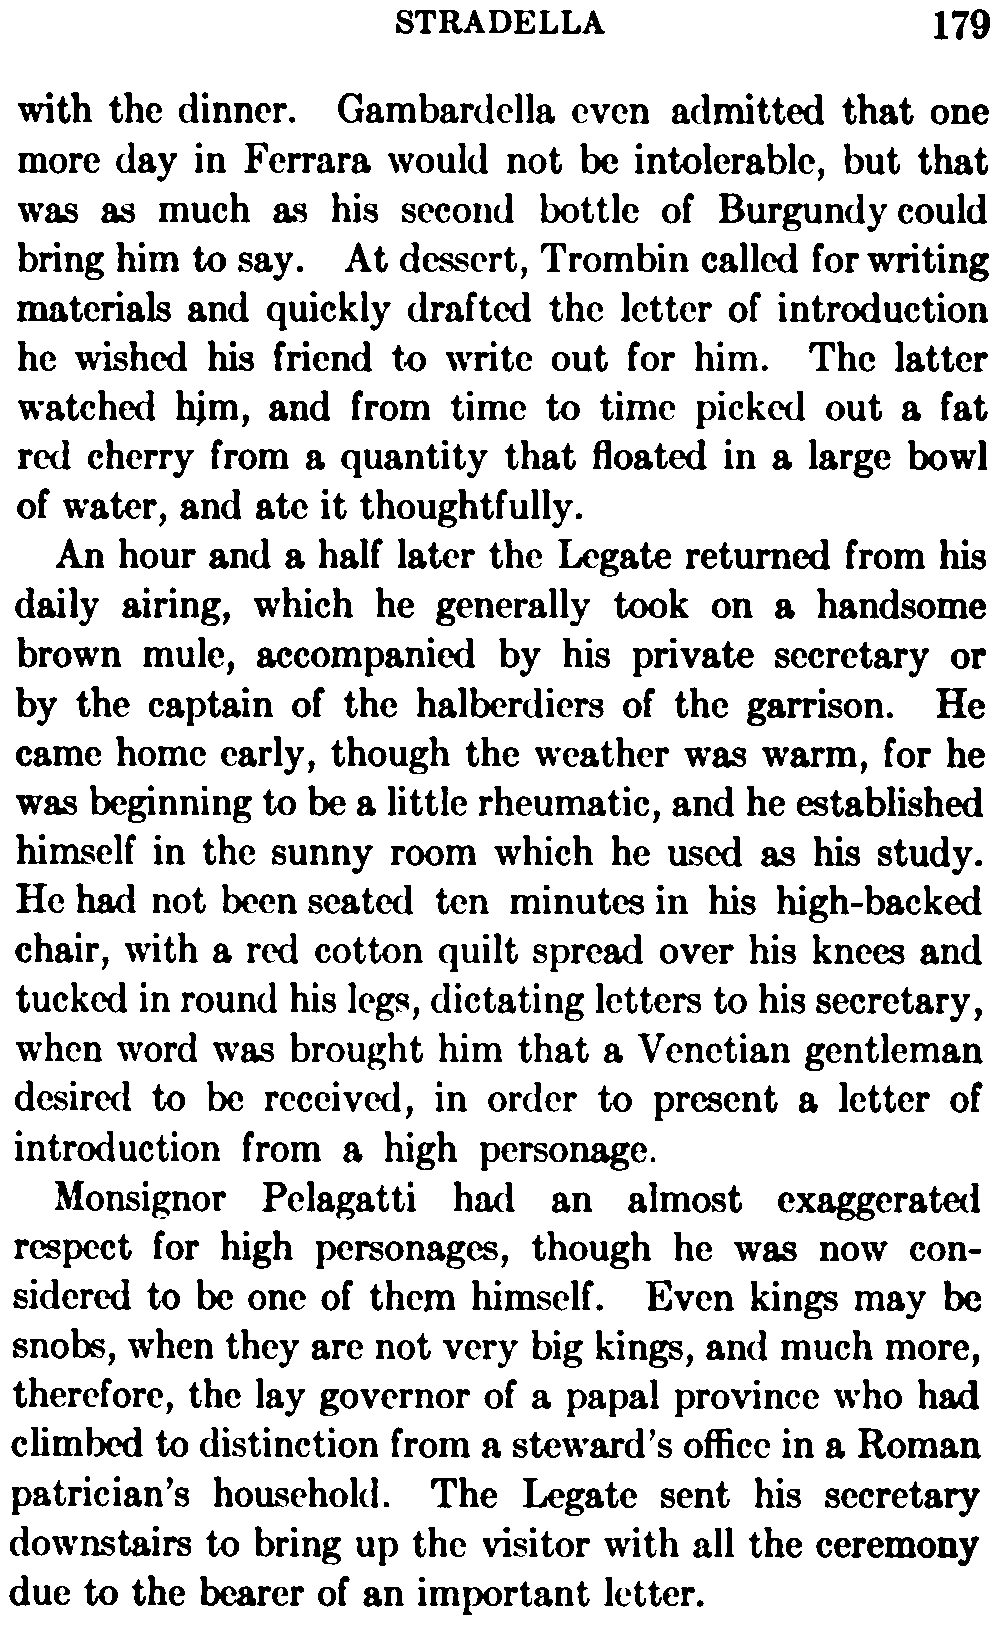 STRADELLA 179
with the dinner. Gambardella even admitted that one
more day in Ferrara would not be intolerable, but that
was as much as his second bottle of Burgundy could
bring him to say. At dessert, Trombin called for writing
materials and quickly drafted the letter of introduction
he wished his friend to write out for him. The latter
watched him, and from time to time picked out a fat
red cherry from a quantity that floated in a large bowl
of water, and ate it thoughtfully.
An hour and a half later the Legate returned from his
daily airing, which he generally took on a handsome
brown mule, accompanied by his private secretary or
by the captain of the halberdiers of the garrison. He
came home early, though the weather was warm, for he
was beginning to be a little rheumatic, and he established
himself in the sunny room which he used as his study.
He had not been seated ten minutes in his high-backed
chair, with a red cotton quilt spread over his knees and
tucked in round his legs, dictating letters to his secretary,
when word was brought him that a Venetian gentleman
desired to be received, in order to present a letter of
introduction from a high personage.
Monsignor Pelagatti had an almost exaggerated
respect for high personages, though he was now con-
sidered to be one of them himself. Even kings may be
snobs, when they are not very big kings, and much more,
therefore, the lay governor of a papal province who had
climbed to distinction from a steward's office in a Roman
patrician's household. The Legate sent his secretary
downstairs to bring up the visitor with all the ceremony
due to the bearer of an important letter.